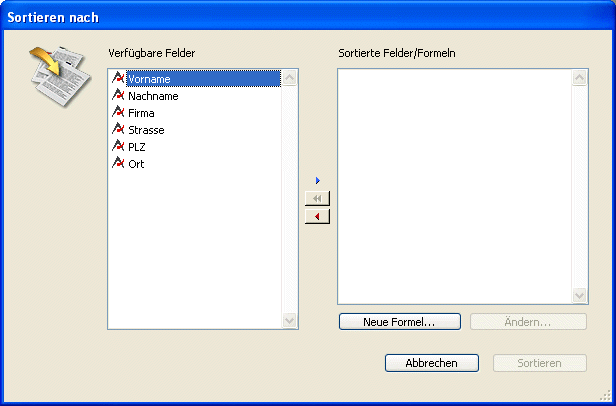 Sortieren nach
Verfügbare Felder
Sortierte Felder/Formeln
Vorname
Nachname
Firma
Strasse
PLZ
Ort
Neue Formel...
Ändern...
Abbrechen
Sortieren